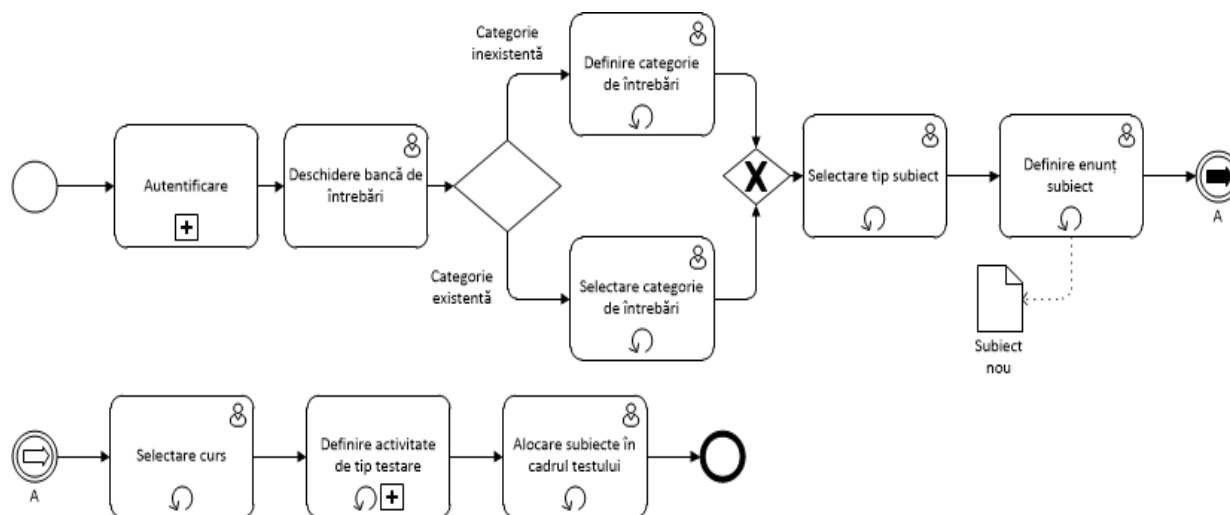 Categorie
inexistentă
Definire categorie
de întrebări
Autentificare
Deschidere bancă de
întrebări
Categorie
existentă
Selectare categorie
de întrebări
X
Selectare tip subiect
Definire enunț
subiect
A
Subiect
nou
A
Selectare curs
Definire activitate
de tip testare
Alocare subiecte în
cadrul testului